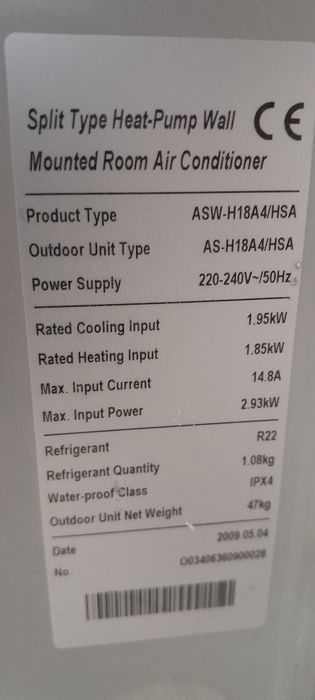 Split Type Heat-Pump Wall CE
Mounted Room Air Conditioner
Product Type ASW-H18A4/HSA
Outdoor Unit Type AS-H18A4/HSA
Power Supply 220-240V~/50Hz
Rated Cooling Input 1.95kW
Rated Heating Input 1.85kW
Max. Input Current 14.8A
Max. Input Power 2.93kW
Refrigerant R22
Refrigerant Quantity 1.08kg
Water-proof Class IPX4
Outdoor Unit Net Weight 47kg
Date 2009.05.04
No. O03406360900028